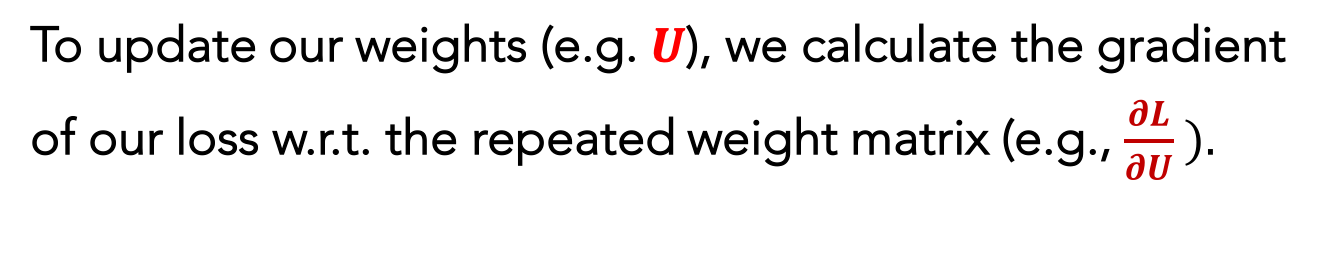 To update our weights (e.g. U), we calculate the gradient
of our loss w.r.t. the repeated weight matrix (e.g., ∂L/∂U ).